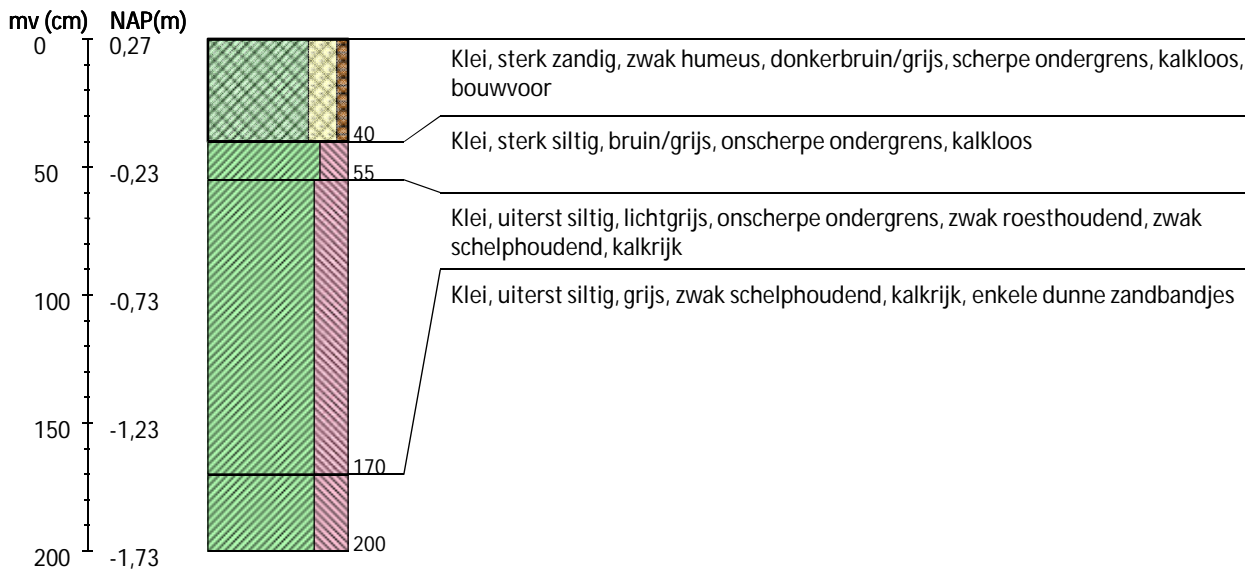 mv (cm) NAP(m)
0 0,27
Klei, sterk zandig, zwak humeus, donkerbruin/grijs, scherpe ondergrens, kalkloos,
bouwvoor
40
Klei, sterk siltig, bruin/grijs, onscherpe ondergrens, kalkloos
50 -0,23
55
Klei, uiterst siltig, lichtgrijs, onscherpe ondergrens, zwak roesthoudend, zwak
schelphoudend, kalkrijk
100 -0,73
Klei, uiterst siltig, grijs, zwak schelphoudend, kalkrijk, enkele dunne zandbandjes
150 -1,23
170
200
200 -1,73